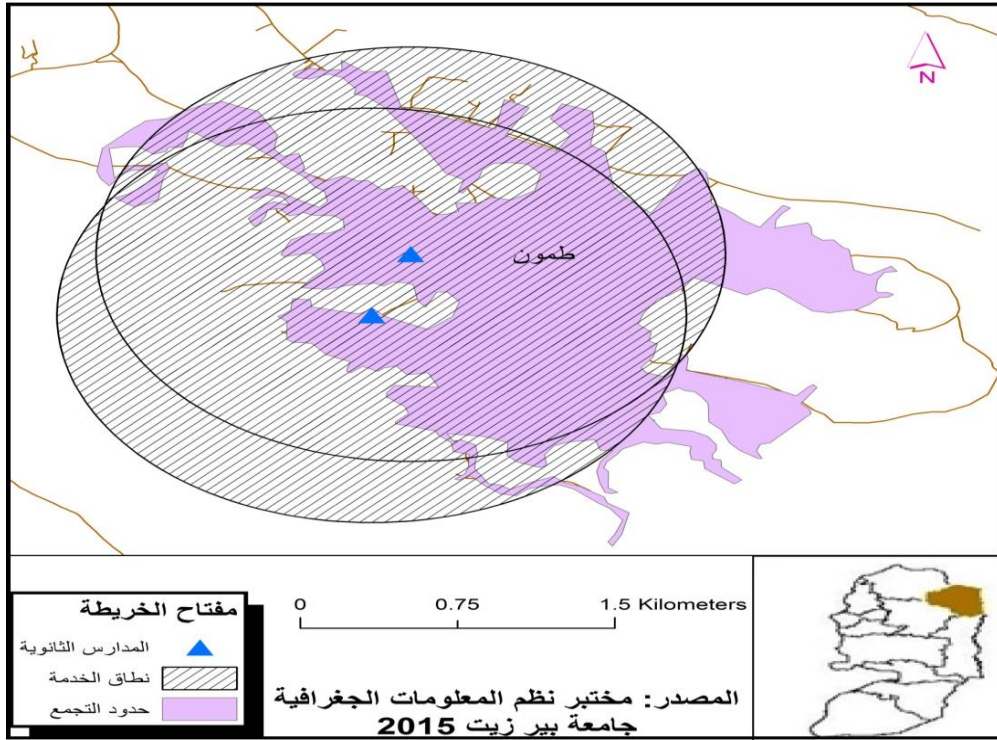 N
طمون
مفتاح الخريطة
المدارس الثانوية
نطاق الخدمة
حدود التجمع
0 0.75 1.5 Kilometers
المصدر: مختبر نظم المعلومات الجغرافية
جامعة بير زيت 2015